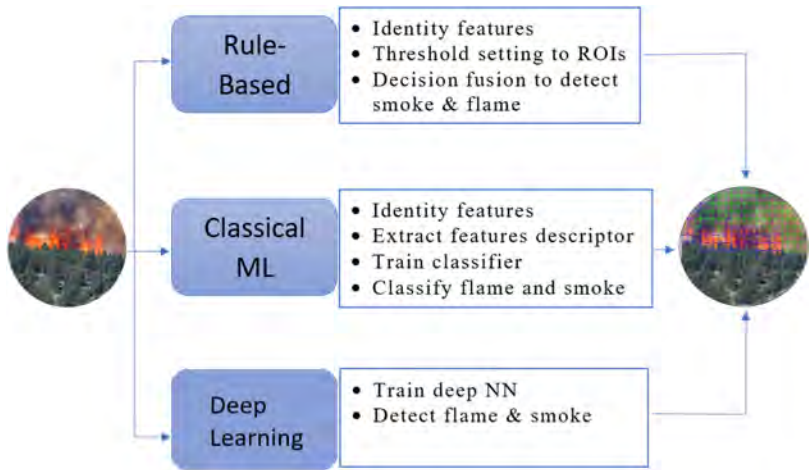 Rule-
Based
• Identity features
• Threshold setting to ROIs
• Decision fusion to detect
smoke & flame
Classical
ML
• Identity features
• Extract features descriptor
• Train classifier
• Classify flame and smoke
Deep
Learning
• Train deep NN
• Detect flame & smoke